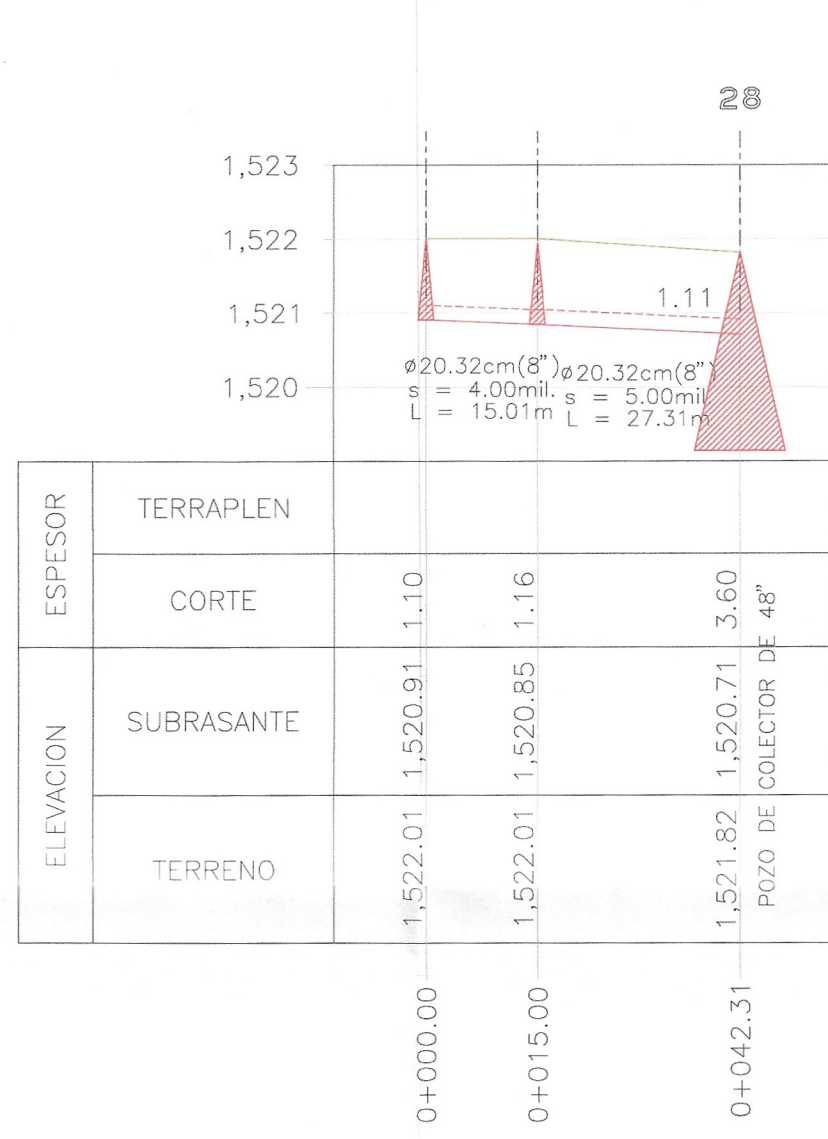 28
1,523
1,522
1,521
1,520
1.11
ø20.32cm(8")
s = 4.00mil.
L = 15.01m
ø20.32cm(8")
s = 5.00mil.
L = 27.31m
ESPESOR
TERRAPLEN
CORTE
1.10
1.16
3.60
ELEVACION
SUBRASANTE
1,520.91
1,520.85
1,520.71
TERRENO
1,522.01
1,522.01
1,521.82
POZO DE COLECTOR DE 48"
0+000.00
0+015.00
0+042.31